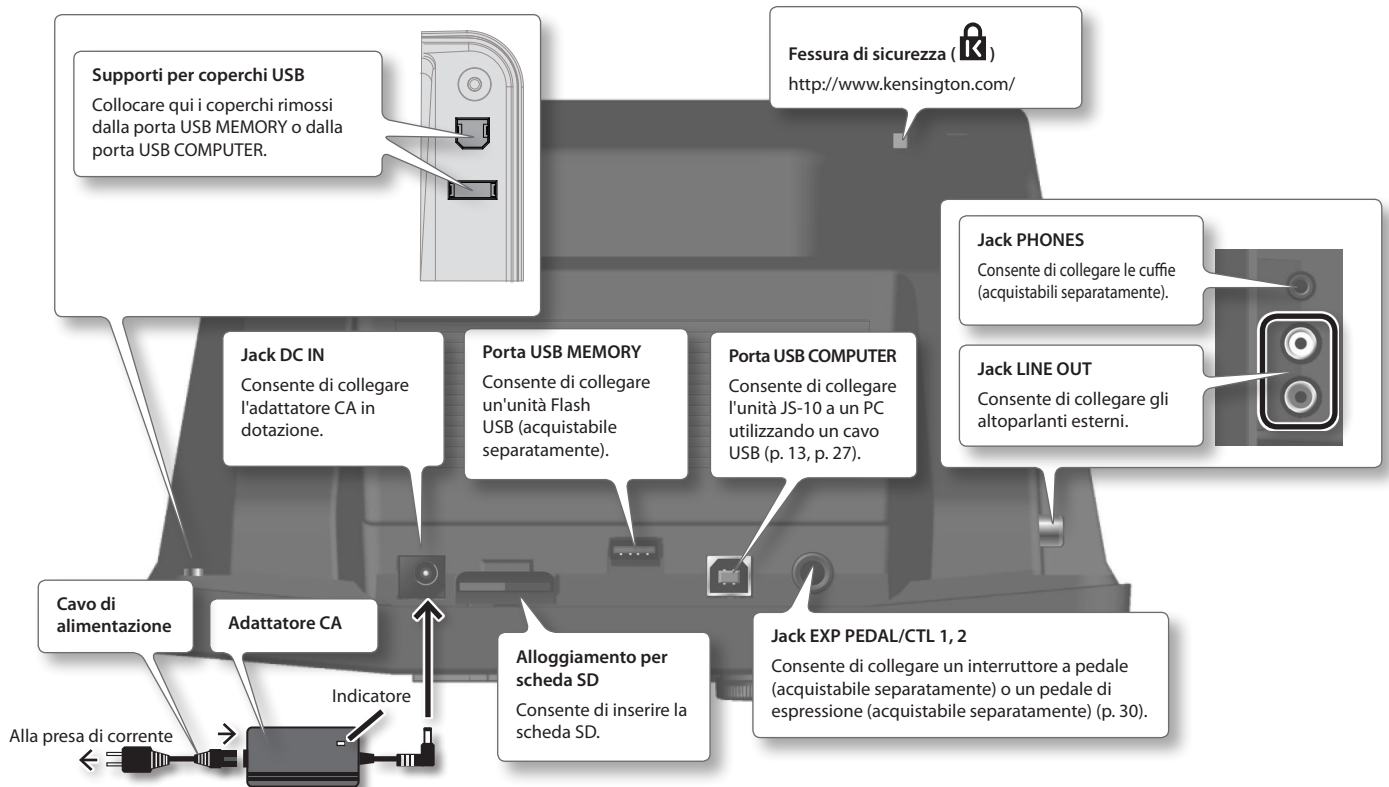 Supporti per coperchi USB
Collocare qui i coperchi rimossi
dalla porta USB MEMORY o dalla
porta USB COMPUTER.
Fessura di sicurezza ( K )
http://www.kensington.com/
Jack PHONES
Consente di collegare le cuffie
(acquistabili separatamente).
Jack LINE OUT
Consente di collegare gli
altoparlanti esterni.
Jack DC IN
Consente di collegare
l'adattatore CA in
dotazione.
Porta USB MEMORY
Consente di collegare
un'unità Flash
USB (acquistabile
separatamente).
Porta USB COMPUTER
Consente di collegare
l'unità JS-10 a un PC
utilizzando un cavo
USB (p. 13, p. 27).
Cavo di
alimentazione
Adattatore CA
Indicatore
Alla presa di corrente
Alloggiamento per
scheda SD
Consente di inserire la
scheda SD.
Jack EXP PEDAL/CTL 1, 2
Consente di collegare un interruttore a pedale
(acquistabile separatamente) o un pedale di
espressione (acquistabile separatamente) (p. 30).